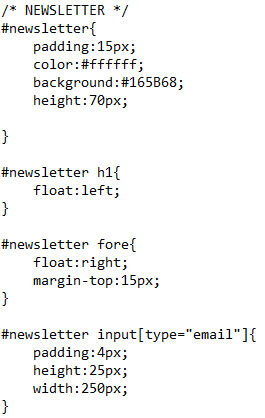 /* NEWSLETTER */
#newsletter{
    padding:15px;
    color:#ffffff;
    background:#165B68;
    height:70px;

}

#newsletter h1{
    float:left;
}

#newsletter fore{
    float:right;
    margin-top:15px;
}

#newsletter input[type="email"]{
    padding:4px;
    height:25px;
    width:250px;
}